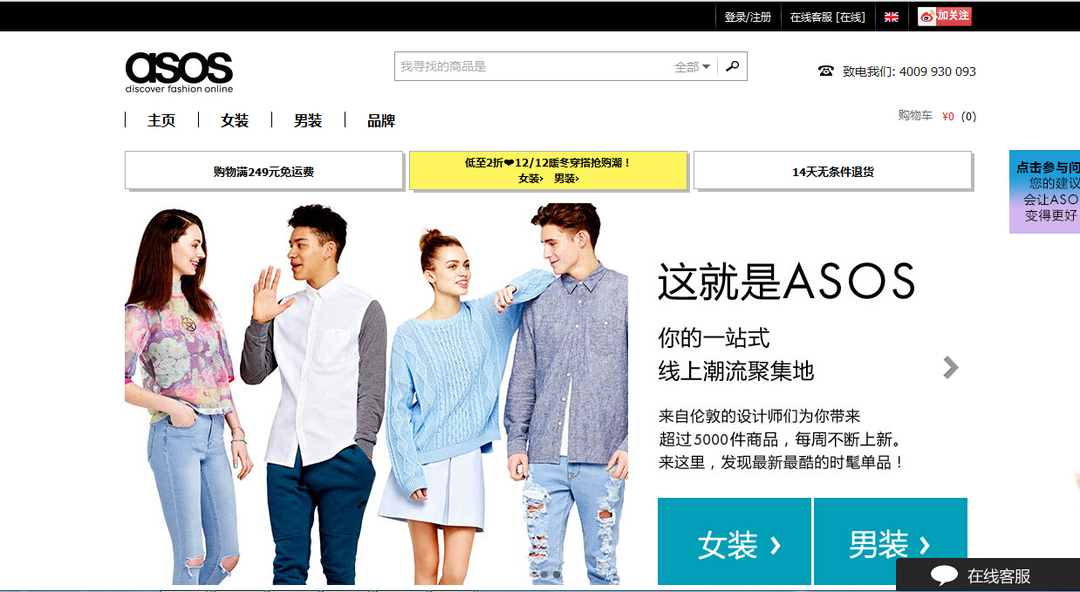 登录/注册 在线客服 [在线] 加关注
asos
discover fashion online
我寻找的商品是 全部
致电我们: 4009 930 093
主页 女装 男装 品牌
购物车 ¥0 (0)
购物满249元免运费
低至2折❤12/12暖冬穿搭抢购潮！
女装› 男装›
14天无条件退货
点击参与问
您的建议
会让ASO
变得更好
这就是ASOS
你的一站式
线上潮流聚集地
来自伦敦的设计师们为你带来
超过5000件商品，每周不断上新。
来这里，发现最新最酷的时髦单品！
女装 › 男装 ›
在线客服